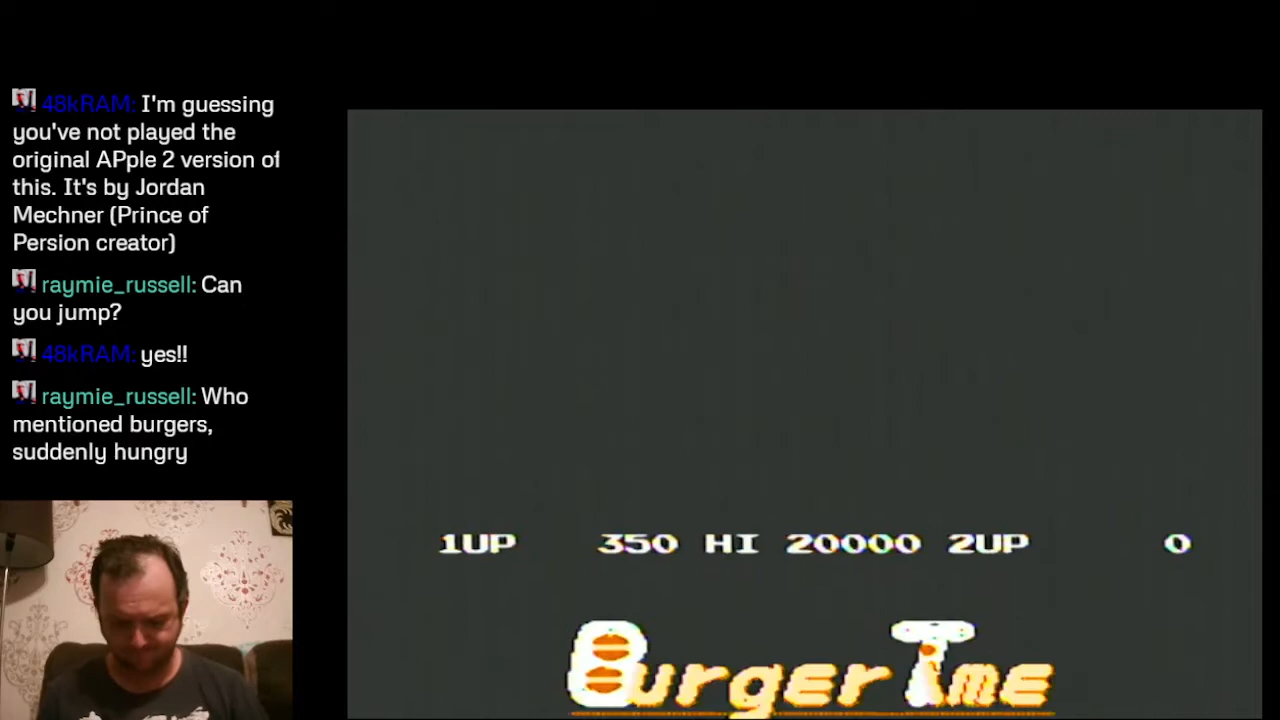 48kRAM: I'm guessing
you've not played the
original APple 2 version of
this. It's by Jordan
Mechner (Prince of
Persion creator)
raymie_russell: Can
you jump?
48kRAM: yes!!
raymie_russell: Who
mentioned burgers,
suddenly hungry
1UP 350 HI 20000 2UP 0
BurgerTime